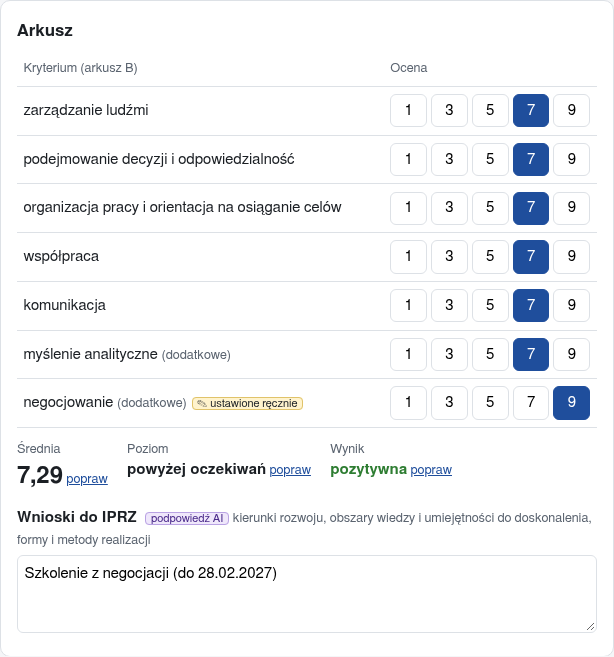 Arkusz
Kryterium (arkusz B) Ocena
zarządzanie ludźmi 1 3 5 7 9
podejmowanie decyzji i odpowiedzialność 1 3 5 7 9
organizacja pracy i orientacja na osiąganie celów 1 3 5 7 9
współpraca 1 3 5 7 9
komunikacja 1 3 5 7 9
myślenie analityczne (dodatkowe) 1 3 5 7 9
negocjowanie (dodatkowe) ✎ ustawione ręcznie 1 3 5 7 9
Średnia Poziom Wynik
7,29 popraw powyżej oczekiwań popraw pozytywna popraw
Wnioski do IPRZ podpowiedź AI kierunki rozwoju, obszary wiedzy i umiejętności do doskonalenia,
formy i metody realizacji
Szkolenie z negocjacji (do 28.02.2027)